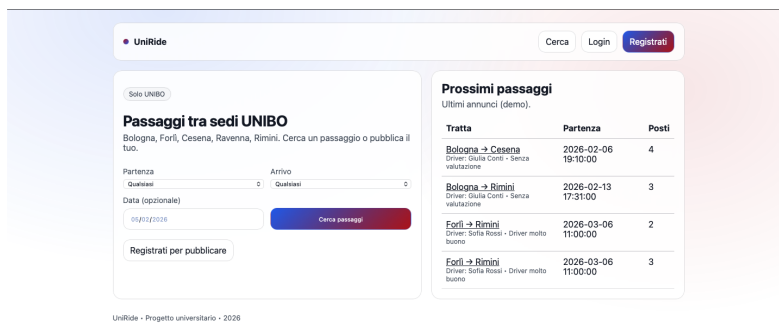 UniRide
Cerca
Login
Registrati
Solo UNIBO
Passaggi tra sedi UNIBO
Bologna, Forlì, Cesena, Ravenna, Rimini. Cerca un passaggio o pubblica il
tuo.
Partenza
Arrivo
Qualsiasi
Qualsiasi
Data (opzionale)
06/02/2026
Cerca passaggi
Registrati per pubblicare
Prossimi passaggi
Ultimi annunci (demo).
Tratta Partenza Posti
Bologna → Cesena 2026-02-06 4
Driver: Giulia Conti • Senza 19:10:00
valutazione
Bologna → Rimini 2026-02-13 3
Driver: Giulia Conti • Senza 17:31:00
valutazione
Forlì → Rimini 2026-03-06 2
Driver: Sofia Rossi • Driver molto 11:00:00
buono
Forlì → Rimini 2026-03-06 3
Driver: Sofia Rossi • Driver molto 11:00:00
buono
UniRide • Progetto universitario • 2026